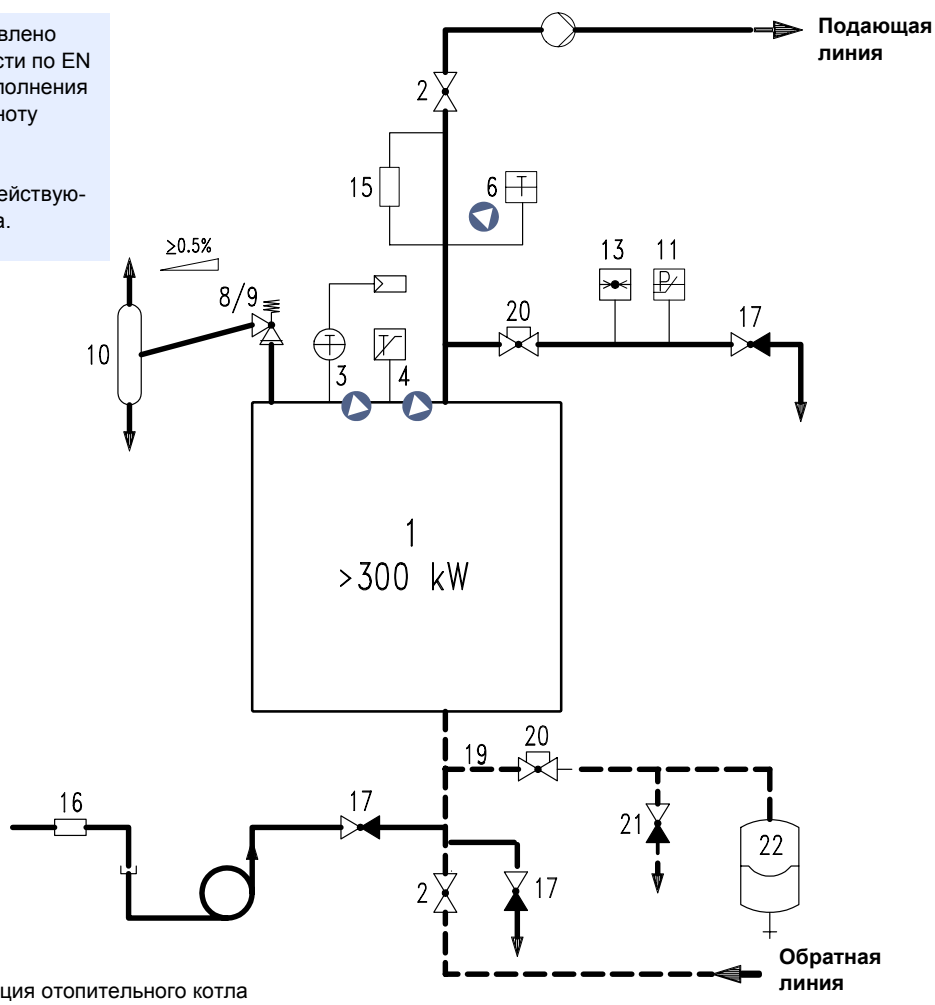 влено
сти по EN
полнения
ноту
ействую-
а.
Подающая
линия
2
15
6
T
≥0.5%
8/9
10
T
3
4
13
11
P
20
17
1
>300 kW
19
20
16
17
21
22
2
17
Обратная
линия
ция отопительного котла